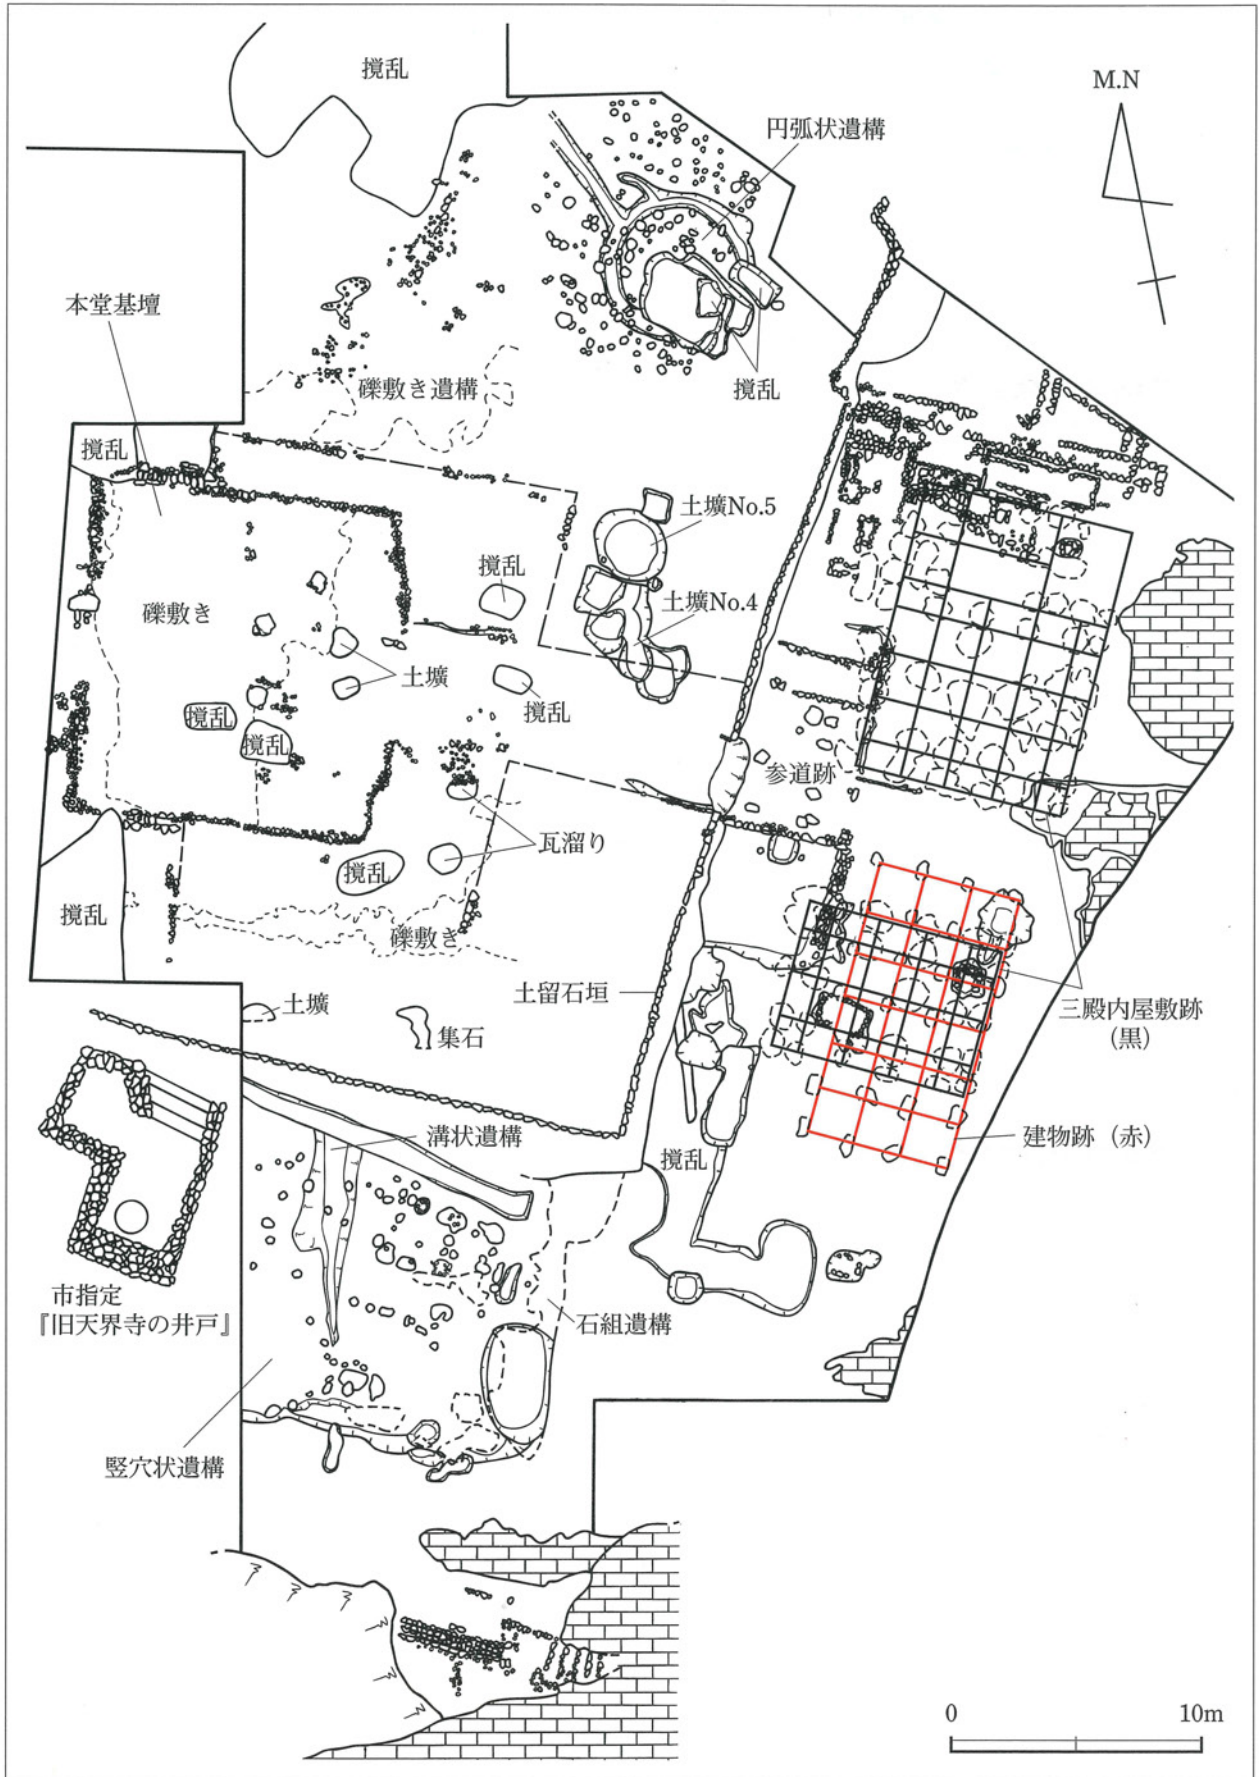 撹乱
M.N
円弧状遺構
本堂基壇
撹乱
礫敷き遺構
撹乱
土壙No.5
撹乱
土壙No.4
礫敷き
土壙
撹乱
撹乱
撹乱
参道跡
瓦溜り
撹乱
撹乱
礫敷き
土留石垣
三殿内屋敷跡
(黒)
土壙
集石
溝状遺構
建物跡（赤）
撹乱
市指定
『旧天界寺の井戸』
石組遺構
竪穴状遺構
0 10m